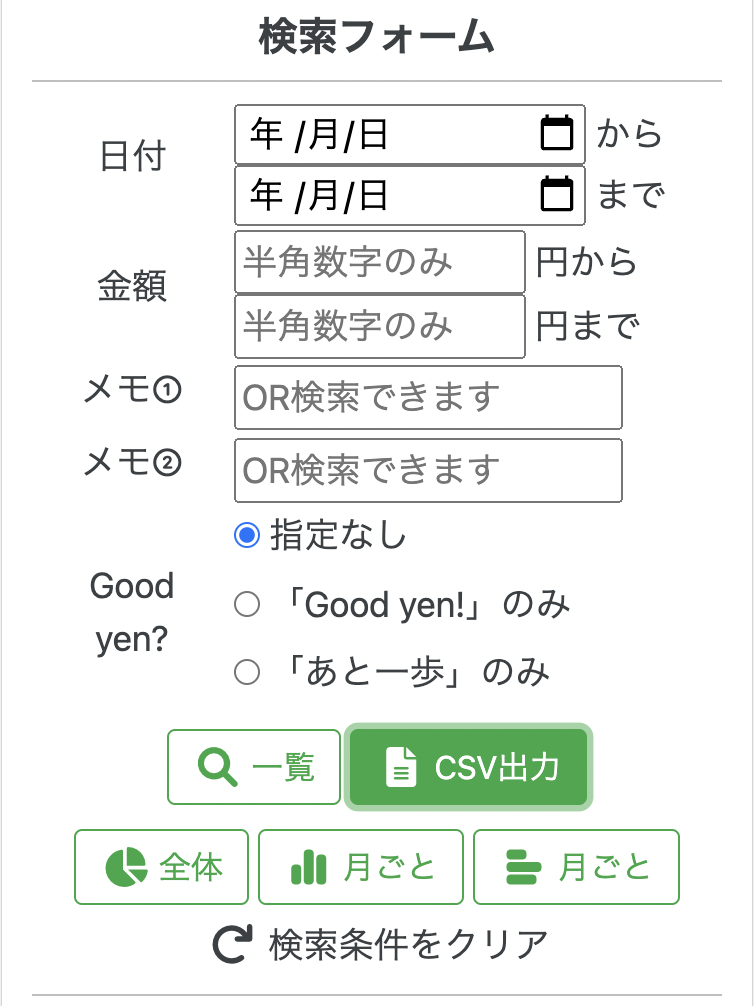 検索フォーム
日付
年 /月/日 から
年 /月/日 まで
金額
半角数字のみ 円から
半角数字のみ 円まで
メモ① OR検索できます
メモ② OR検索できます
Good
yen?
指定なし
「Good yen!」のみ
「あと一歩」のみ
一覧 CSV出力
全体 月ごと 月ごと
検索条件をクリア